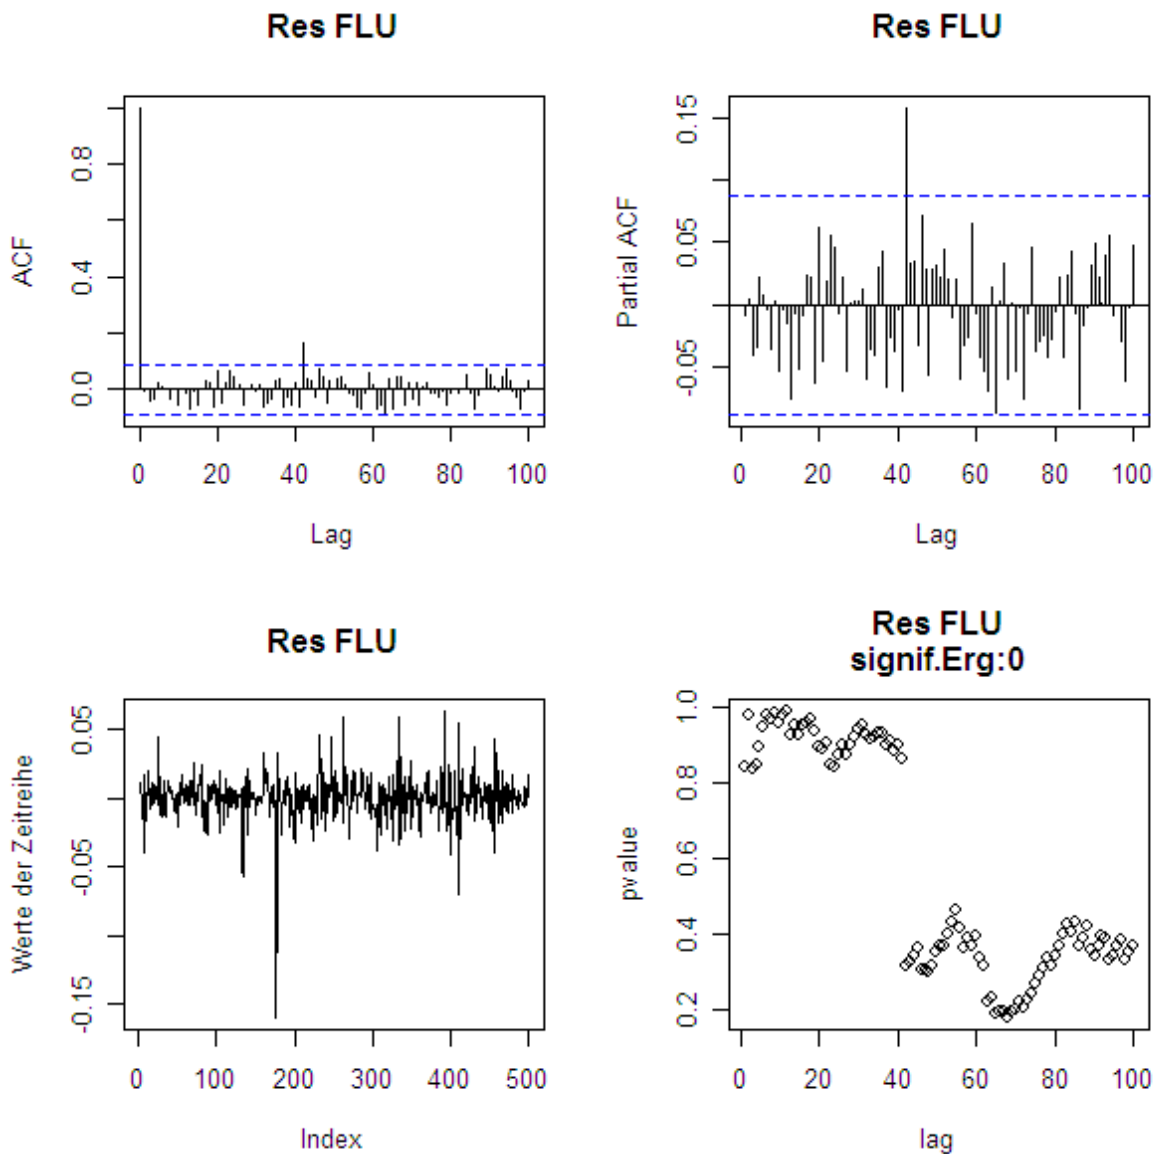 Res FLU
ACF
0.0
0.4
0.8
0
20
40
60
80
100
Lag
Res FLU
Partial ACF
-0.05
0.05
0.15
0
20
40
60
80
100
Lag
Res FLU
Werte der Zeitreihe
-0.15
-0.05
0.05
0
100
200
300
400
500
Index
Res FLU
signif.Erg:0
pvalue
0.2
0.4
0.6
0.8
1.0
0
20
40
60
80
100
lag